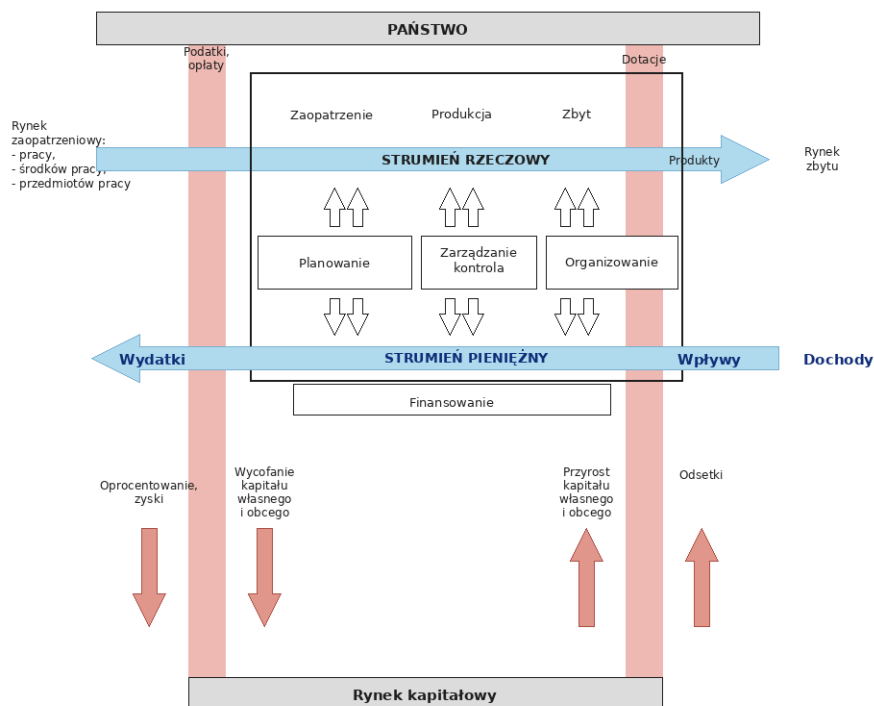 PAŃSTWO
Podatki,
opłaty
Dotacje
Zaopatrzenie
Produkcja
Zbyt
Rynek
zaopatrzeniowy:
- pracy,
- środków pracy,
- przedmiotów pracy
STRUMIEŃ RZECZOWY
Produkty
Rynek
zbytu
Planowanie
Zarządzanie
kontrola
Organizowanie
Wydatki
STRUMIEŃ PIENIĘŻNY
Wpływy
Dochody
Finansowanie
Oprocentowanie,
zyski
Wycofanie
kapitału
własnego
i obcego
Przyrost
kapitału
własnego
i obcego
Odsetki
Rynek kapitałowy